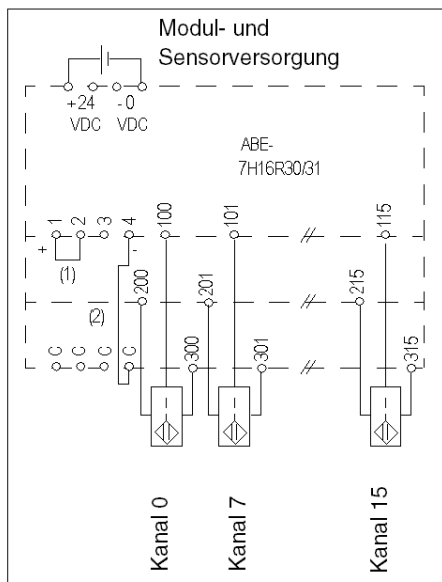 Modul- und
Sensorversorgung
+24 -0
VDC VDC
ABE-
7H16R30/31
1 2 3 4 100 101 115
+ -
(1)
200 201 215
(2)
C C C C 300 301 315
Kanal 0 Kanal 7 Kanal 15